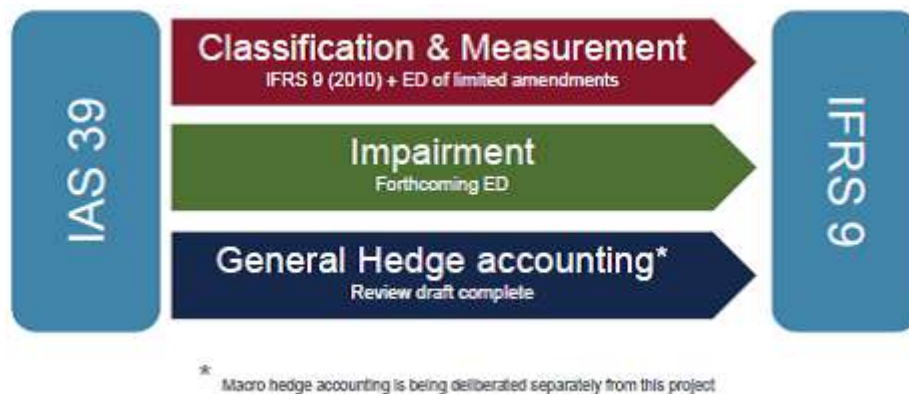 IAS 39
Classification & Measurement
IFRS 9 (2010) + ED of limited amendments
Impairment
Forthcoming ED
General Hedge accounting*
Review draft complete
IFRS 9
* Macro hedge accounting is being deliberated separately from this project